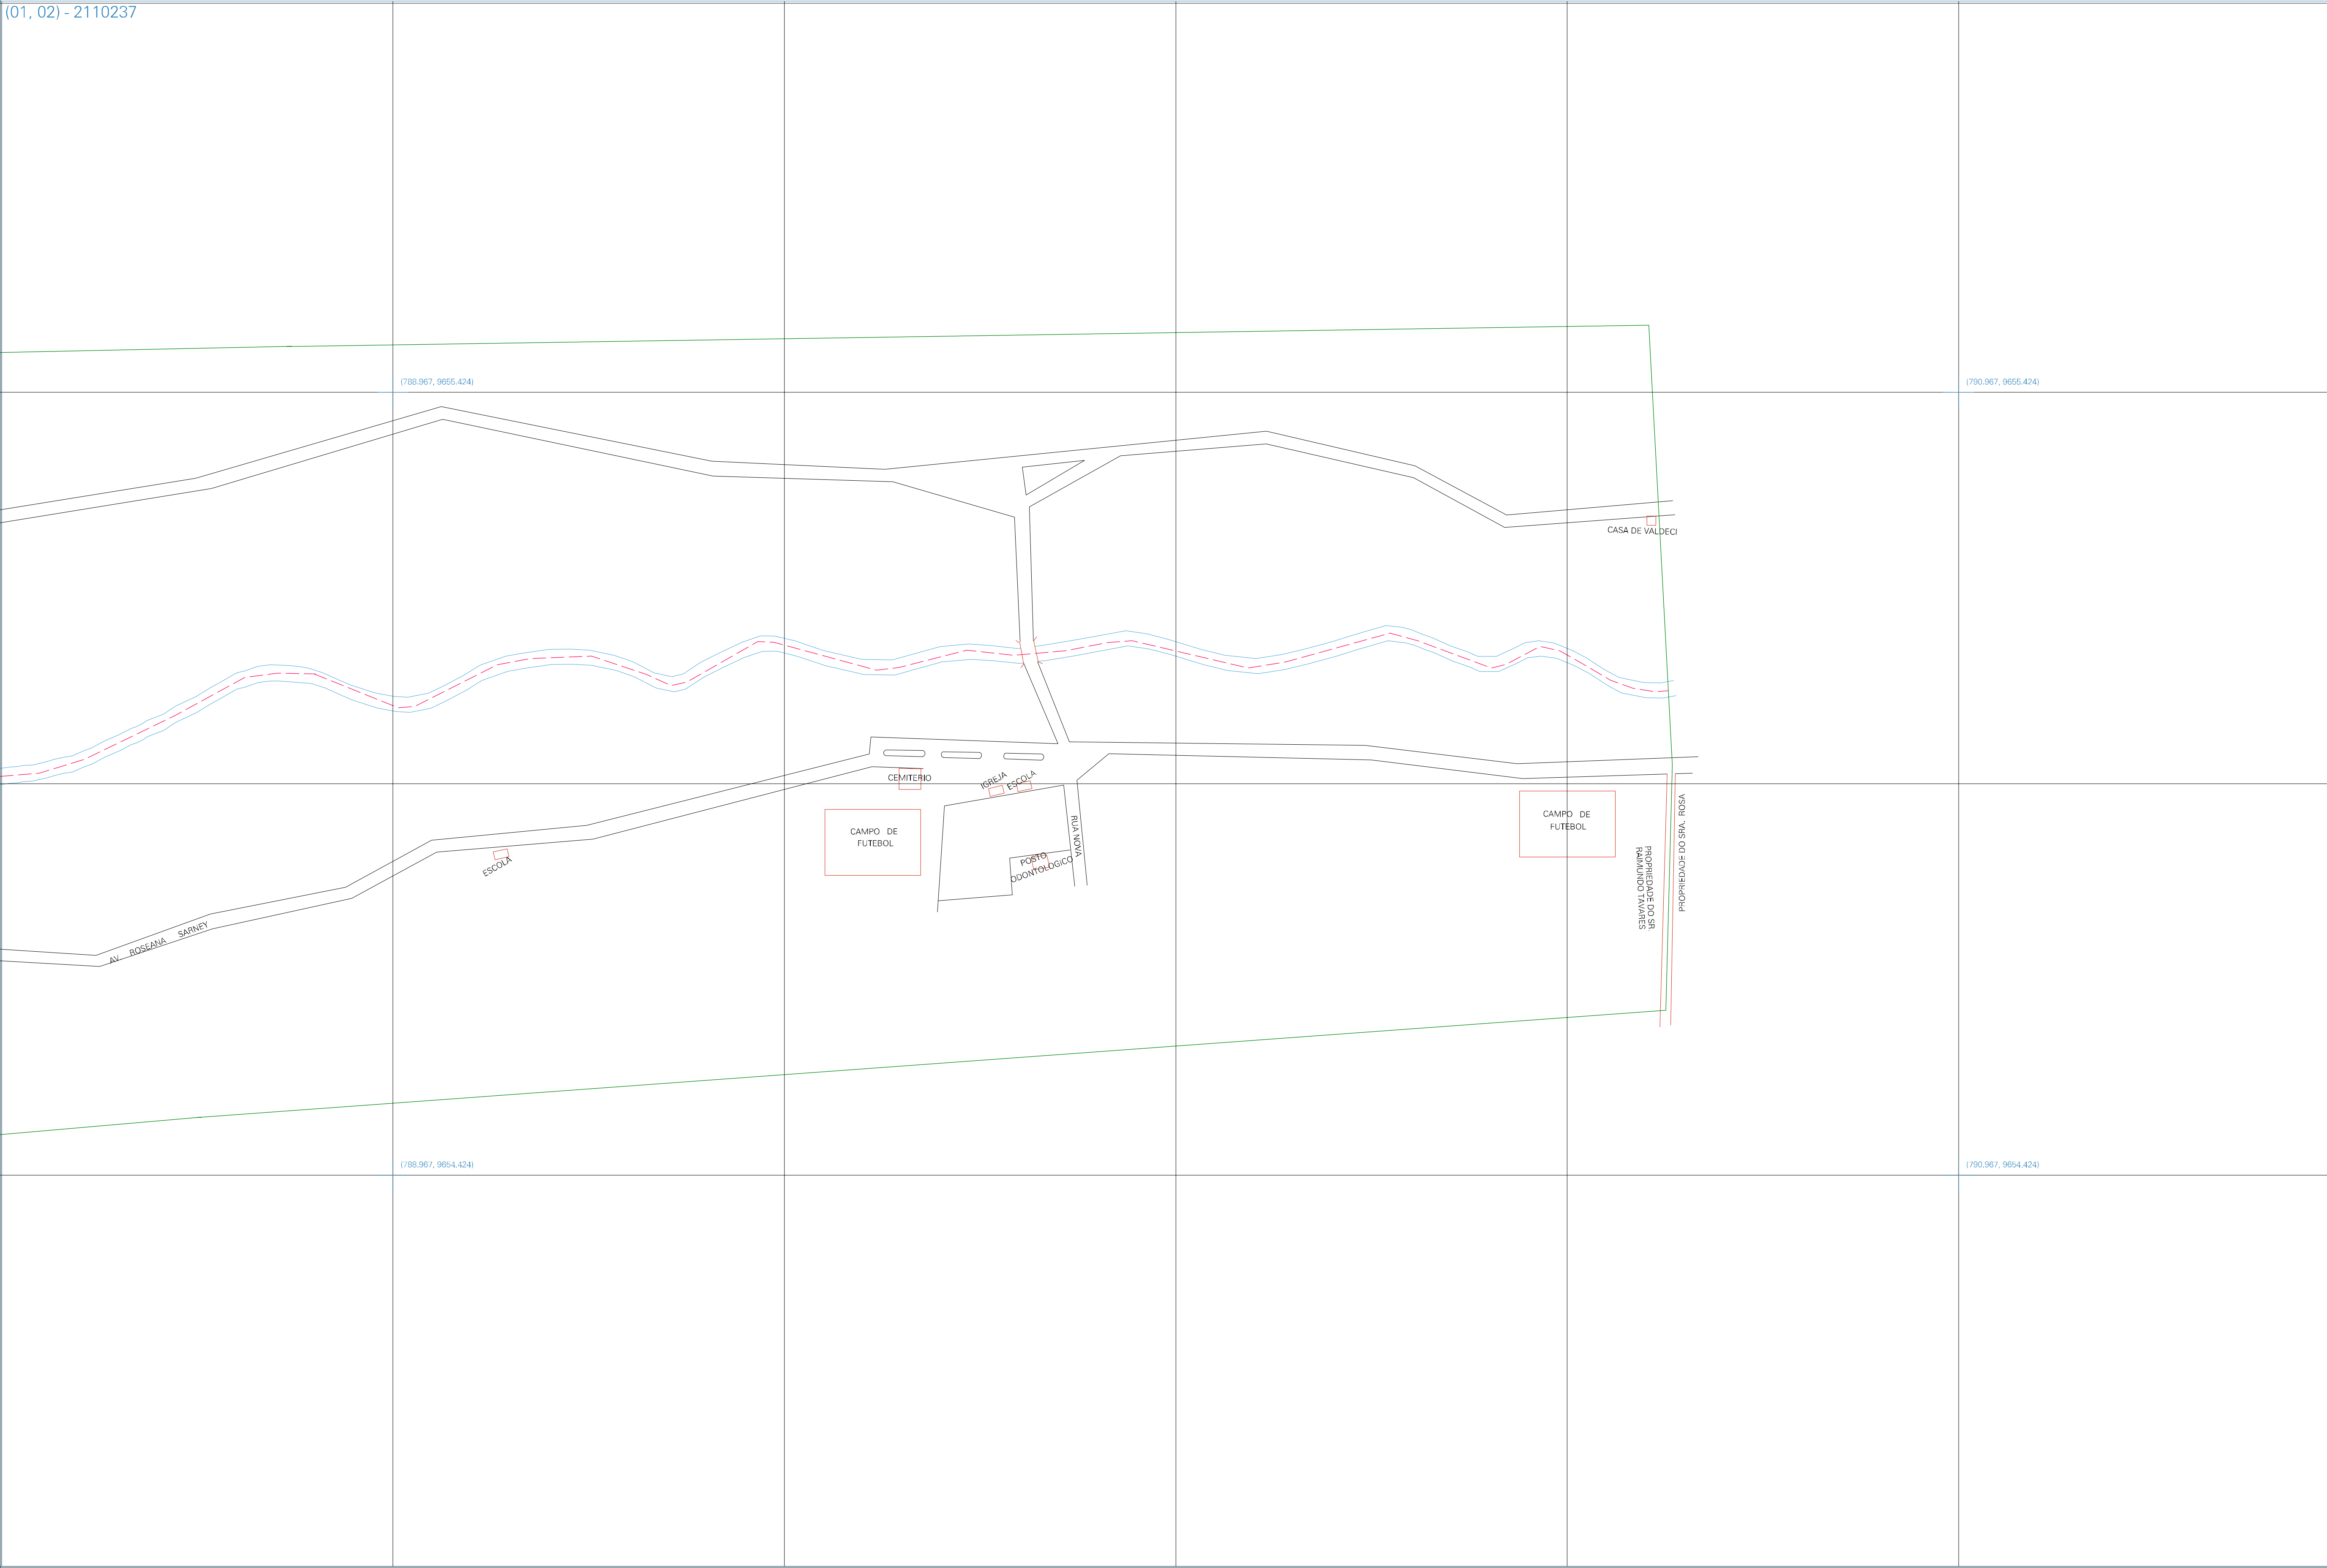 (01, 02) - 2110237
(788.967, 9655.424)
(790.967, 9655.424)
CASA DE VALDECI
CEMITERIO
IGREJA
ESCOLA
CAMPO DE
FUTEBOL
RUA NOVA
CAMPO DE
FUTEBOL
PROPRIEDADE DO SRA. ROSA
PROPRIEDADE DO SR.
RAIMUNDO TAVARES
ESCOLA
POSTO
ODONTOLOGICO
AV ROSEANA SARNEY
(788.967, 9654.424)
(790.967, 9654.424)